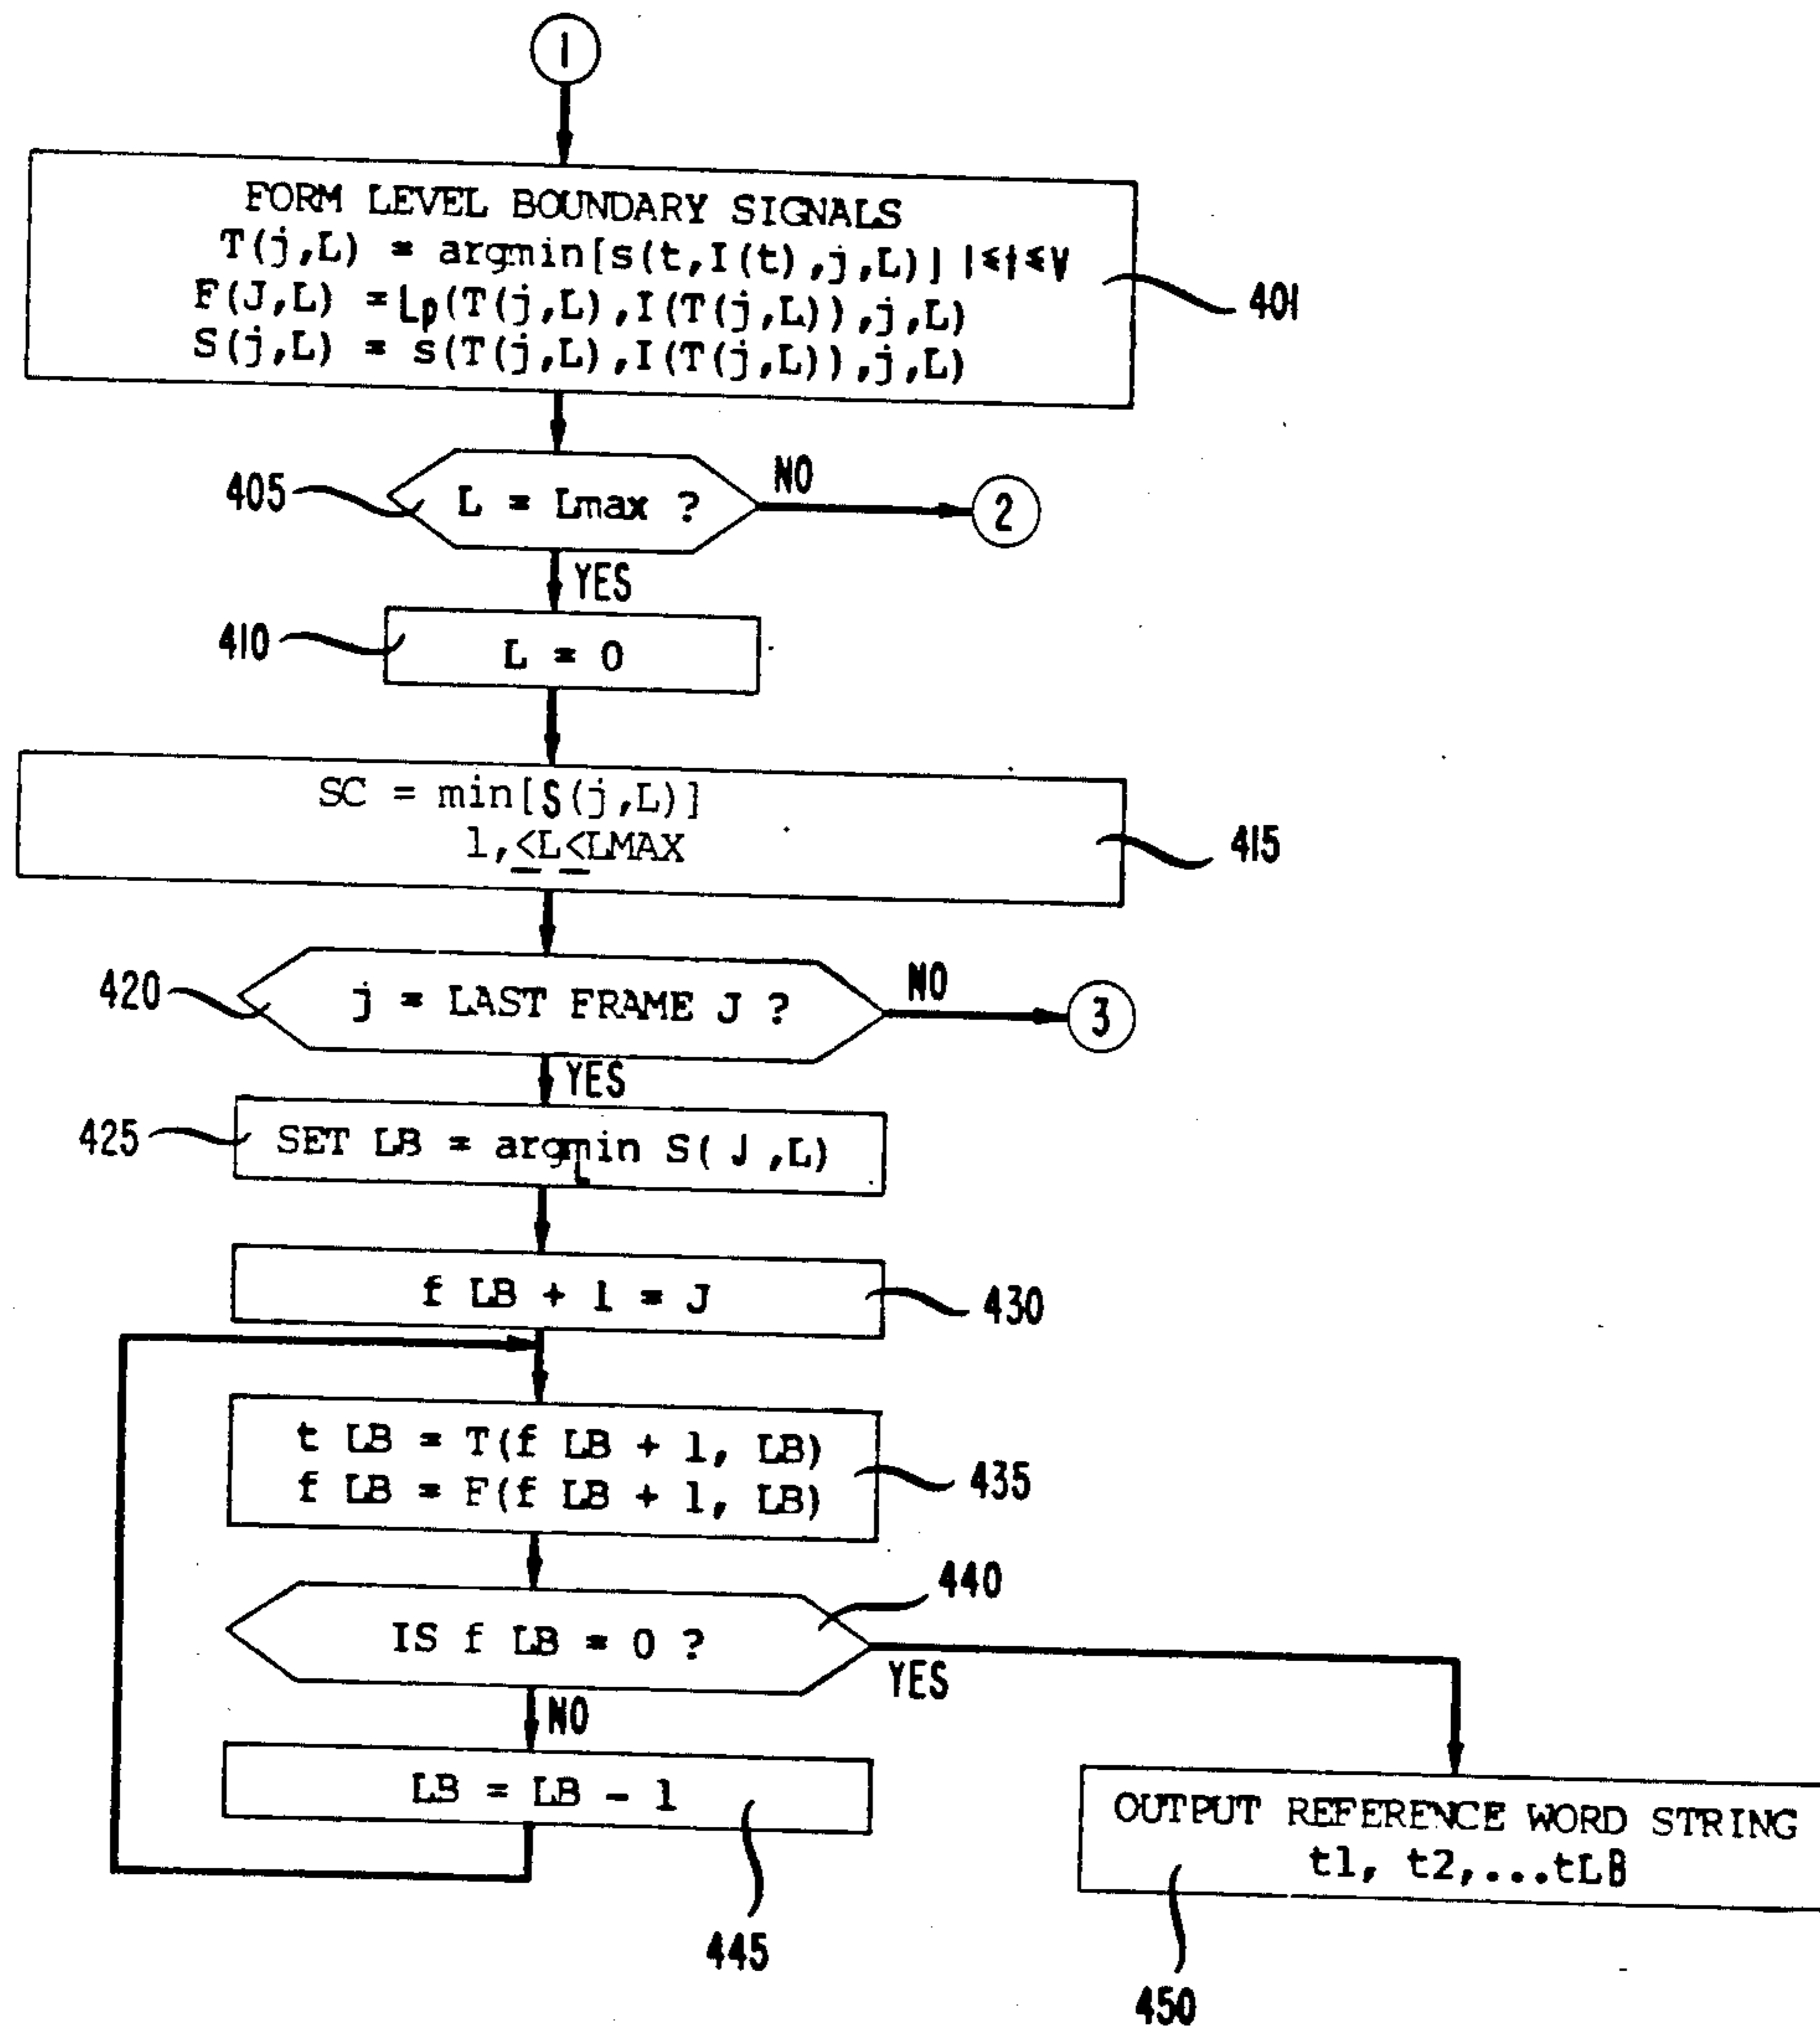 1
FORM LEVEL BOUNDARY SIGNALS
T(j,L) = argmin[s(t,I(t),j,L)] 1≤t≤V
F(J,L) = Lp(T(j,L),I(T(j,L)),j,L)
S(j,L) = s(T(j,L),I(T(j,L)),j,L)
401
405
L = Lmax ?
NO
2
YES
410
L = 0
SC = min[S(j,L)]
1,≤L≤LMAX
415
420
j = LAST FRAME J ?
NO
3
YES
425
SET LB = argmin S( J ,L)
L
f LB + 1 = J
430
t LB = T(f LB + 1, LB)
f LB = F(f LB + 1, LB)
435
440
IS f LB = 0 ?
YES
NO
LB = LB - 1
445
OUTPUT REFERENCE WORD STRING
t1, t2,...tLB
450